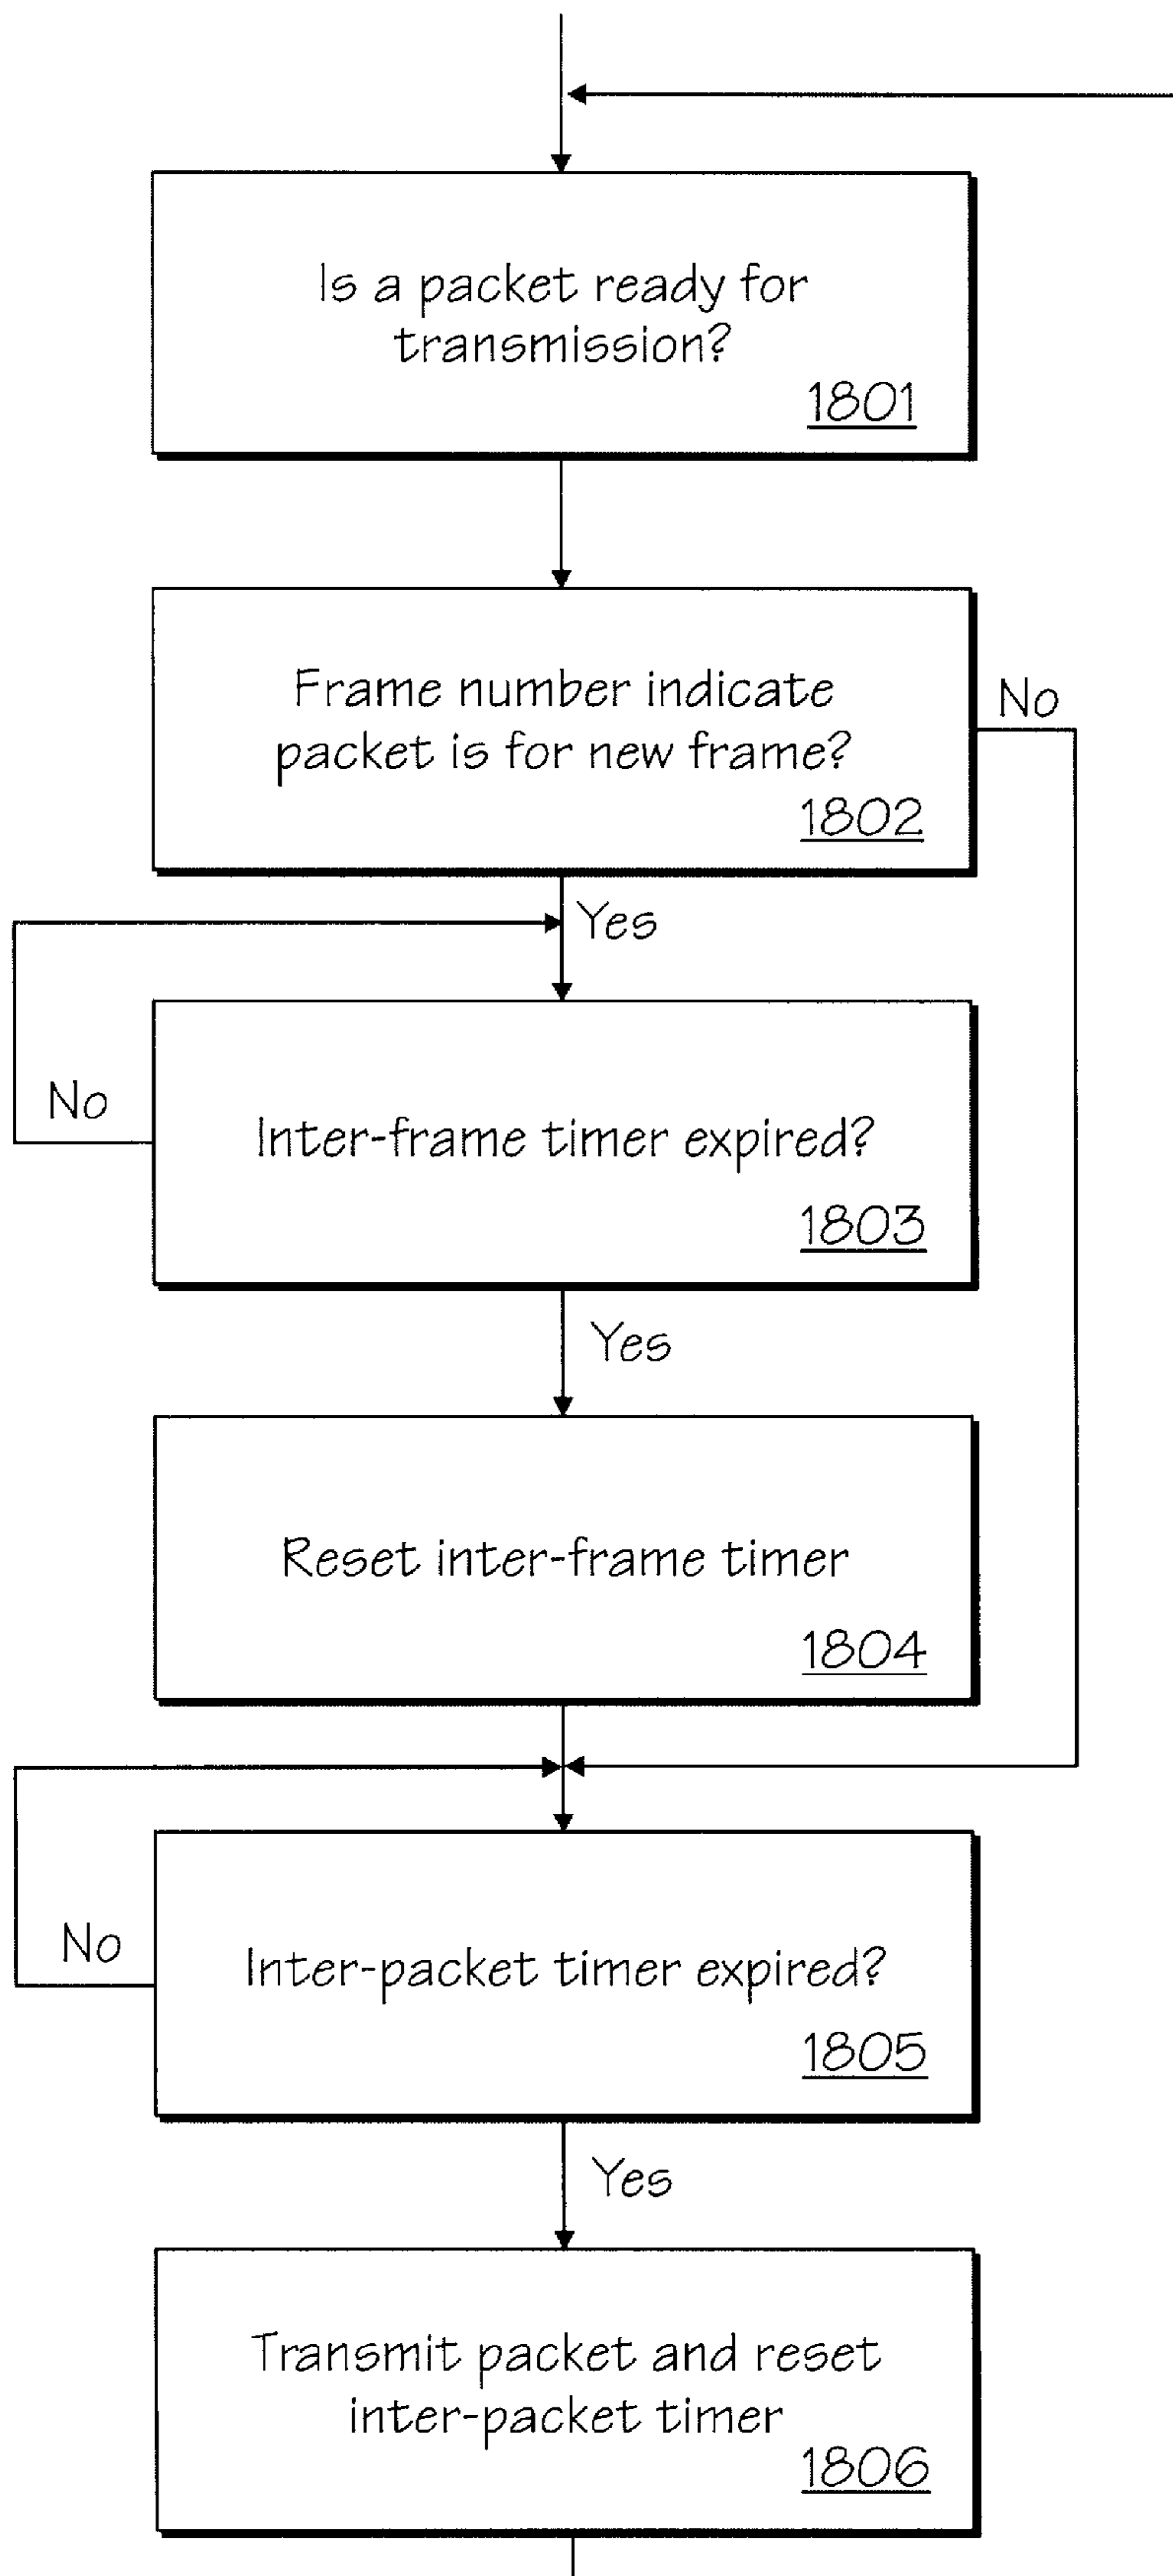 Is a packet ready for
transmission?
1801
Frame number indicate
packet is for new frame?
1802
No
Yes
No
Inter-frame timer expired?
1803
Yes
Reset inter-frame timer
1804
No
Inter-packet timer expired?
1805
Yes
Transmit packet and reset
inter-packet timer
1806